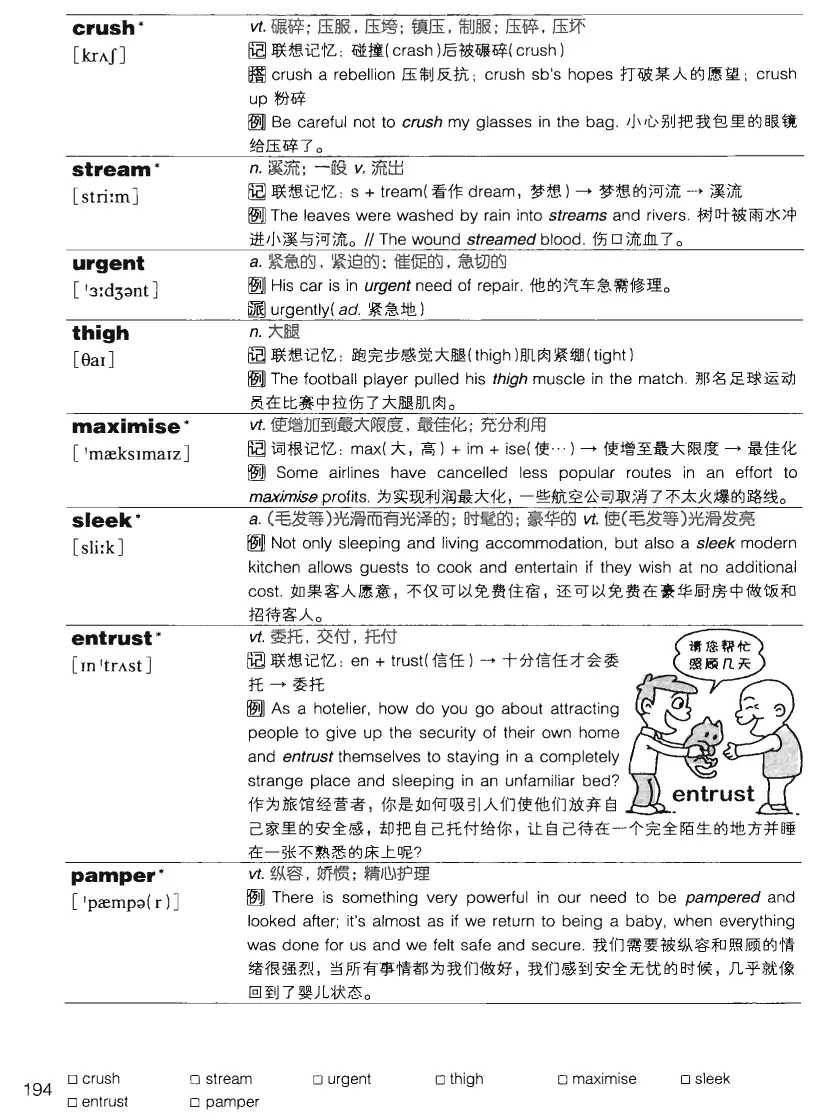 crush*
[krʌʃ]
vt. 碾碎; 压服, 压垮; 镇压, 制服; 压碎, 压坏
记 联想记忆: 碰撞(crash)后被碾碎(crush)
搭 crush a rebellion 压制反抗; crush sb's hopes 打破某人的愿望; crush
up 粉碎
例 Be careful not to crush my glasses in the bag. 小心别把我包里的眼镜
给压碎了。
stream*
[striːm]
n. 溪流; 一股 v. 流出
记 联想记忆: s + tream(看作 dream, 梦想) → 梦想的河流 → 溪流
例 The leaves were washed by rain into streams and rivers. 树叶被雨水冲
进小溪与河流。// The wound streamed blood. 伤口流血了。
urgent
[ˈɜːdʒənt]
a. 紧急的, 紧迫的; 催促的, 急切的
例 His car is in urgent need of repair. 他的汽车急需修理。
派 urgently(ad. 紧急地)
thigh
[θaɪ]
n. 大腿
记 联想记忆: 跑完步感觉大腿(thigh)肌肉紧绷(tight)
例 The football player pulled his thigh muscle in the match. 那名足球运动
员在比赛中拉伤了大腿肌肉。
maximise*
[ˈmæksɪmaɪz]
vt. 使增加到最大限度, 最佳化; 充分利用
记 词根记忆: max(大, 高) + im + ise(使…) → 使增至最大限度 → 最佳化
例 Some airlines have cancelled less popular routes in an effort to
maximise profits. 为实现利润最大化, 一些航空公司取消了不太火爆的路线。
sleek*
[sliːk]
a. (毛发等)光滑而有光泽的; 时髦的; 豪华的 vt. 使(毛发等)光滑发亮
例 Not only sleeping and living accommodation, but also a sleek modern
kitchen allows guests to cook and entertain if they wish at no additional
cost. 如果客人愿意, 不仅可以免费住宿, 还可以免费在豪华厨房中做饭和
招待客人。
entrust*
[ɪnˈtrʌst]
vt. 委托, 交付, 托付
记 联想记忆: en + trust(信任) → 十分信任才会委
托 → 委托
例 As a hotelier, how do you go about attracting
people to give up the security of their own home
and entrust themselves to staying in a completely
strange place and sleeping in an unfamiliar bed?
作为旅馆经营者, 你是如何吸引人们使他们放弃自
己家里的安全感, 却把自己托付给你, 让自己待在一个完全陌生的地方并睡
在一张不熟悉的床上呢?
请您帮忙
照顾几天
entrust
pamper*
[ˈpæmpə(r)]
vt. 纵容, 娇惯; 精心护理
例 There is something very powerful in our need to be pampered and
looked after; it's almost as if we return to being a baby, when everything
was done for us and we felt safe and secure. 我们需要被纵容和照顾的情
绪很强烈, 当所有事情都为我们做好, 我们感到安全无忧的时候, 几乎就像
回到了婴儿状态。
194
□ crush □ stream □ urgent □ thigh □ maximise □ sleek
□ entrust □ pamper